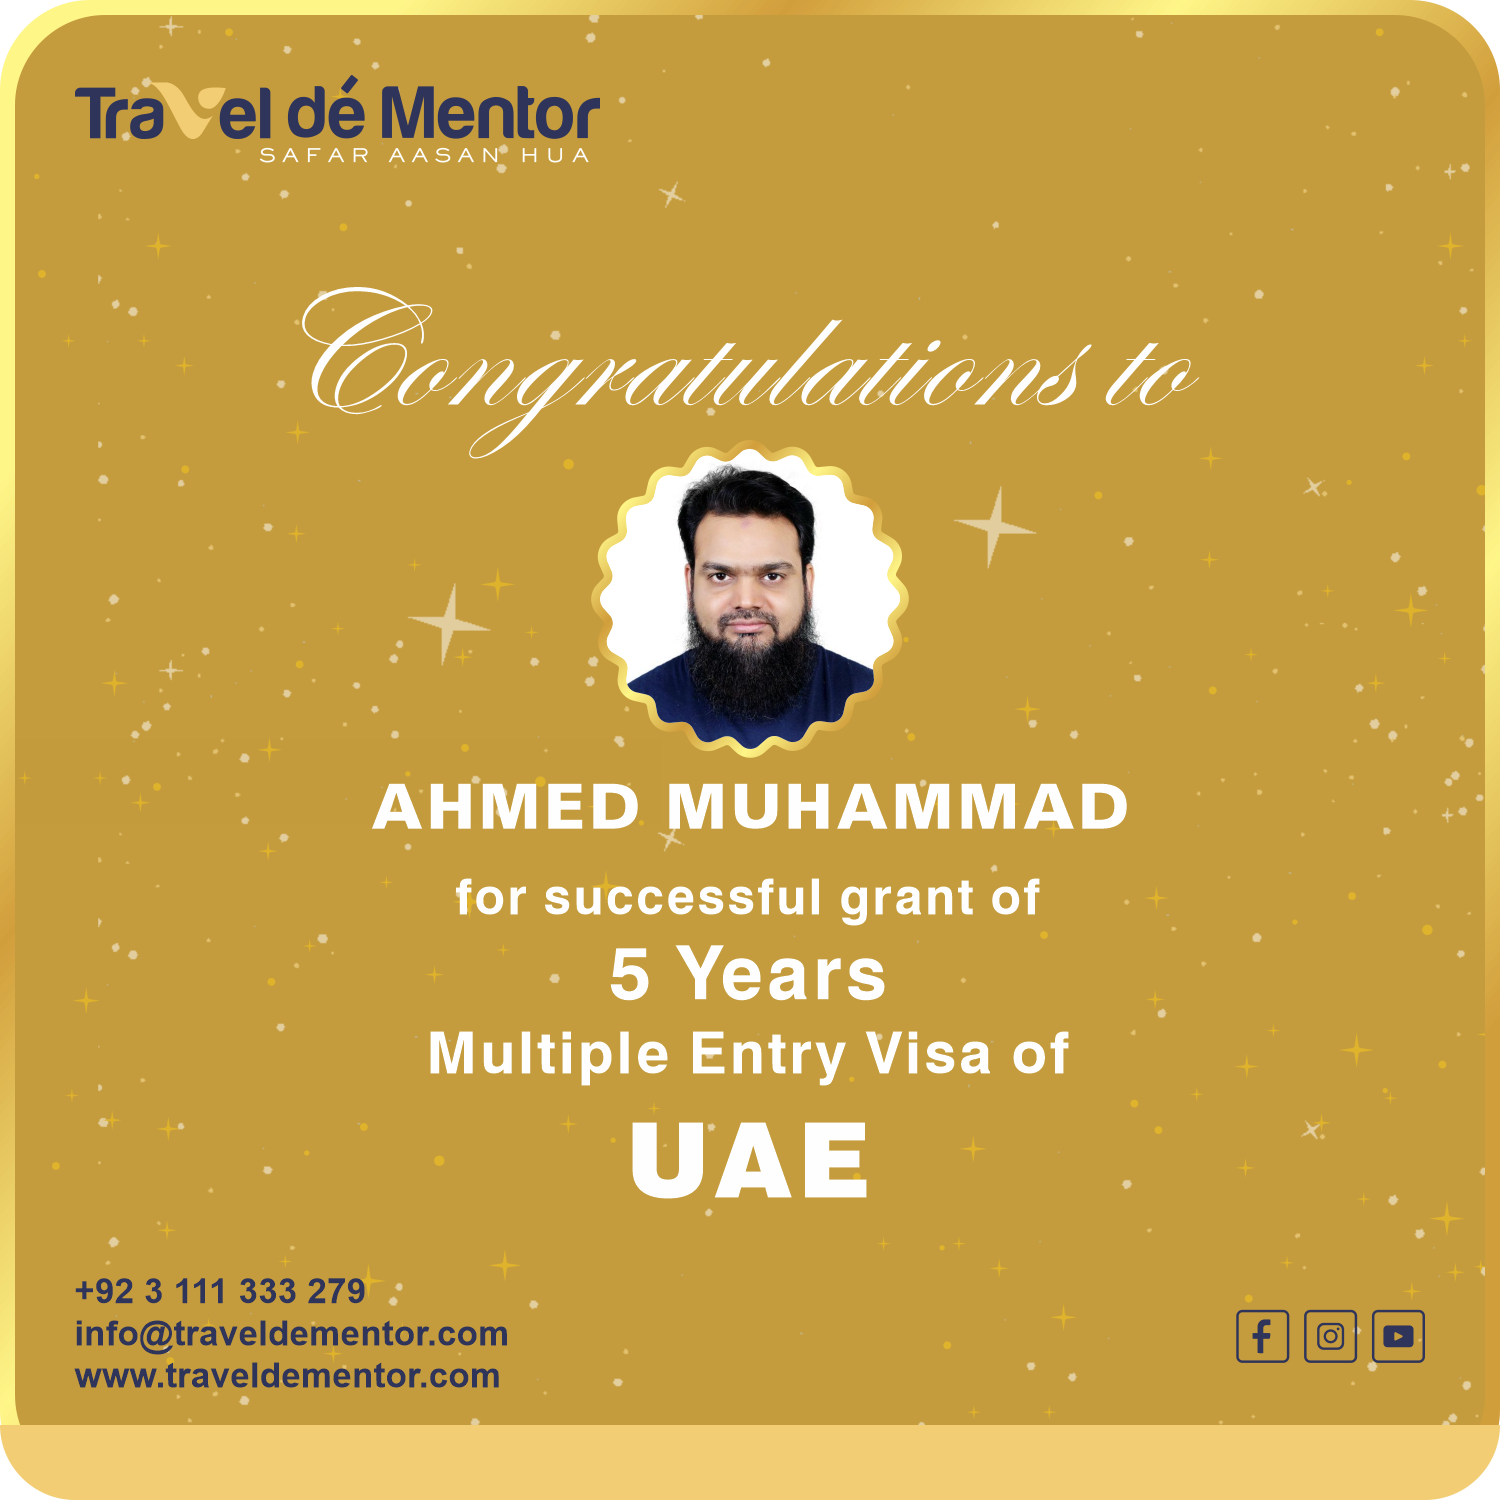 Travel dé Mentor
SAFAR AASAN HUA
Congratulations to
AHMED MUHAMMAD
for successful grant of
5 Years
Multiple Entry Visa of
UAE
+92 3 111 333 279
info@traveldementor.com
www.traveldementor.com